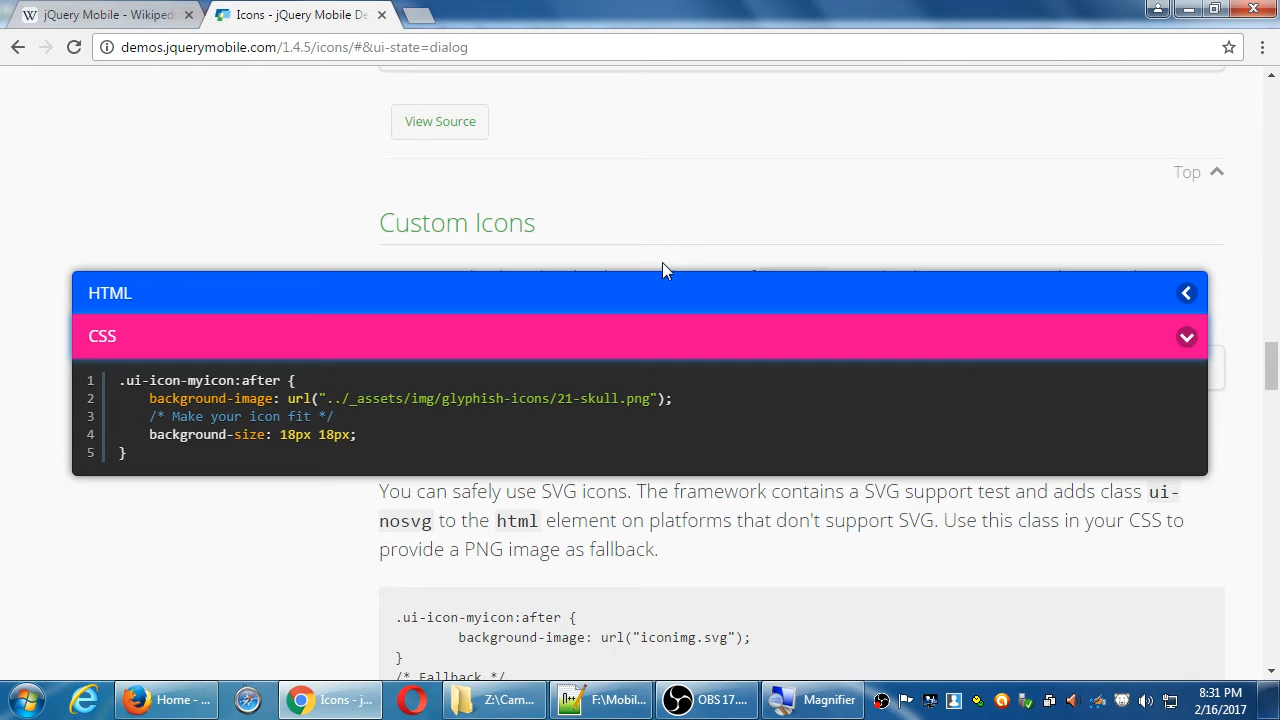 jQuery Mobile - Wikiped
Icons - jQuery Mobile De
demos.jquerymobile.com/1.4.5/icons/#&ui-state=dialog
View Source
Top
Custom Icons
HTML
CSS
1 .ui-icon-myicon:after {
2 background-image: url("../_assets/img/glyphish-icons/21-skull.png");
3 /* Make your icon fit */
4 background-size: 18px 18px;
5 }
You can safely use SVG icons. The framework contains a SVG support test and adds class ui-
nosvg to the html element on platforms that don't support SVG. Use this class in your CSS to
provide a PNG image as fallback.
.ui-icon-myicon:after {
background-image: url("iconimg.svg");
}
/* Fallback */
Home - ...
Icons - j...
Z:\Cam...
F:\Mobil...
OBS 17....
Magnifier
8:31 PM
2/16/2017